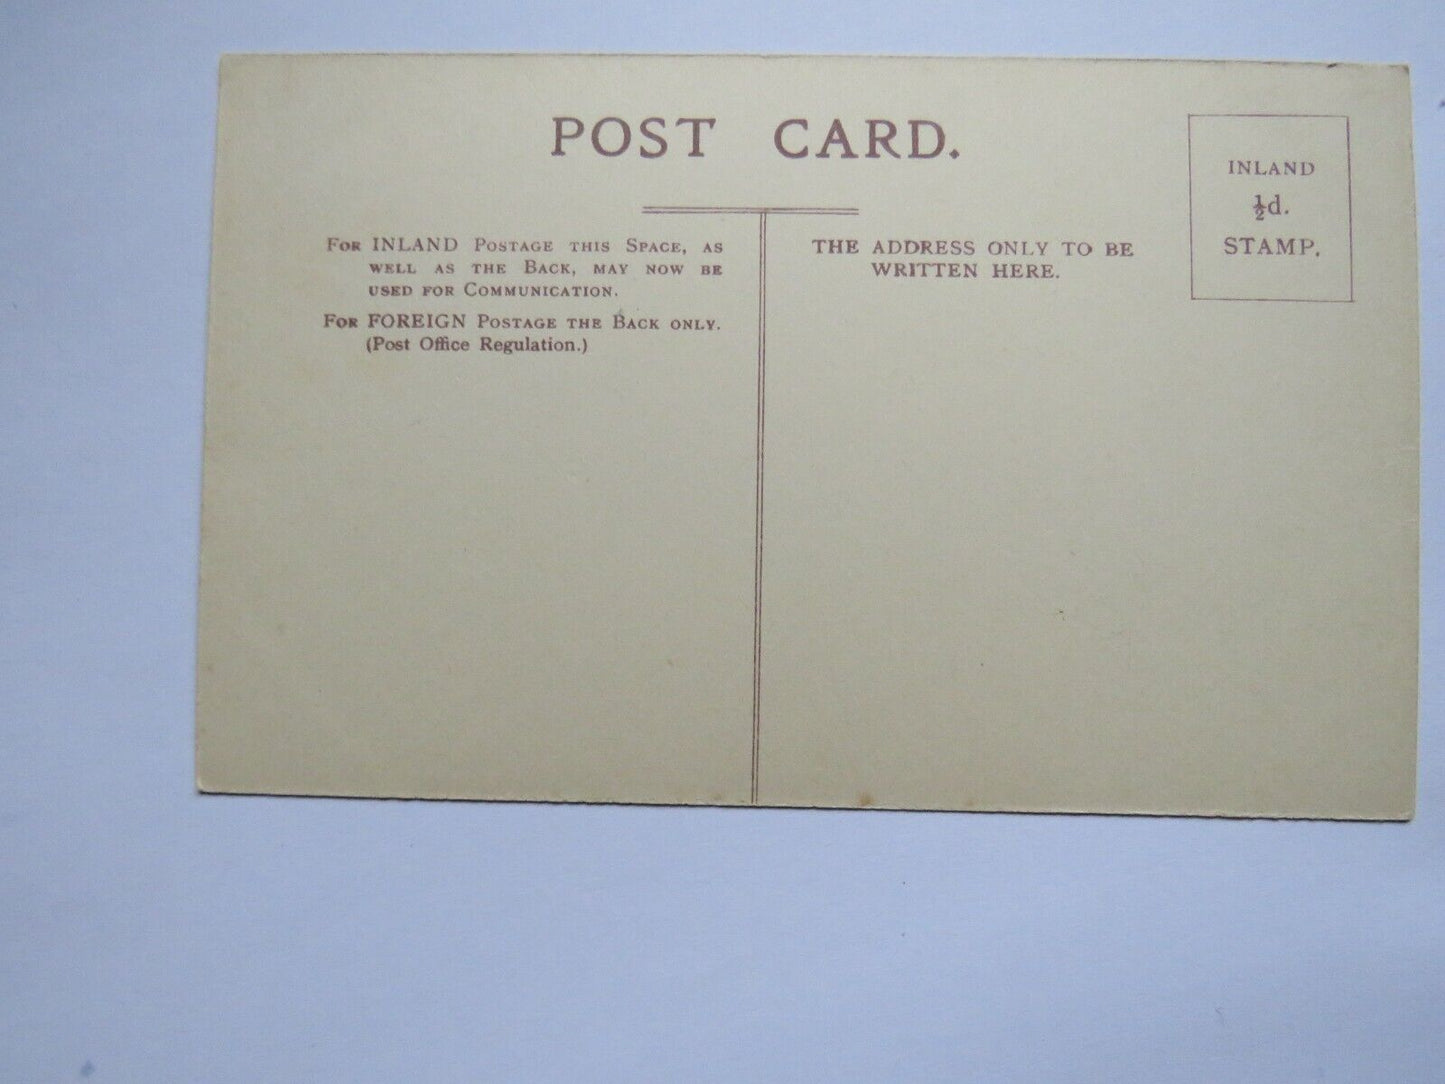 POST CARD.
For INLAND Postage this Space, as
well as the Back, may now be
used for Communication.
For FOREIGN Postage the Back only.
(Post Office Regulation.)
THE ADDRESS ONLY TO BE
WRITTEN HERE.
INLAND
½d.
STAMP.